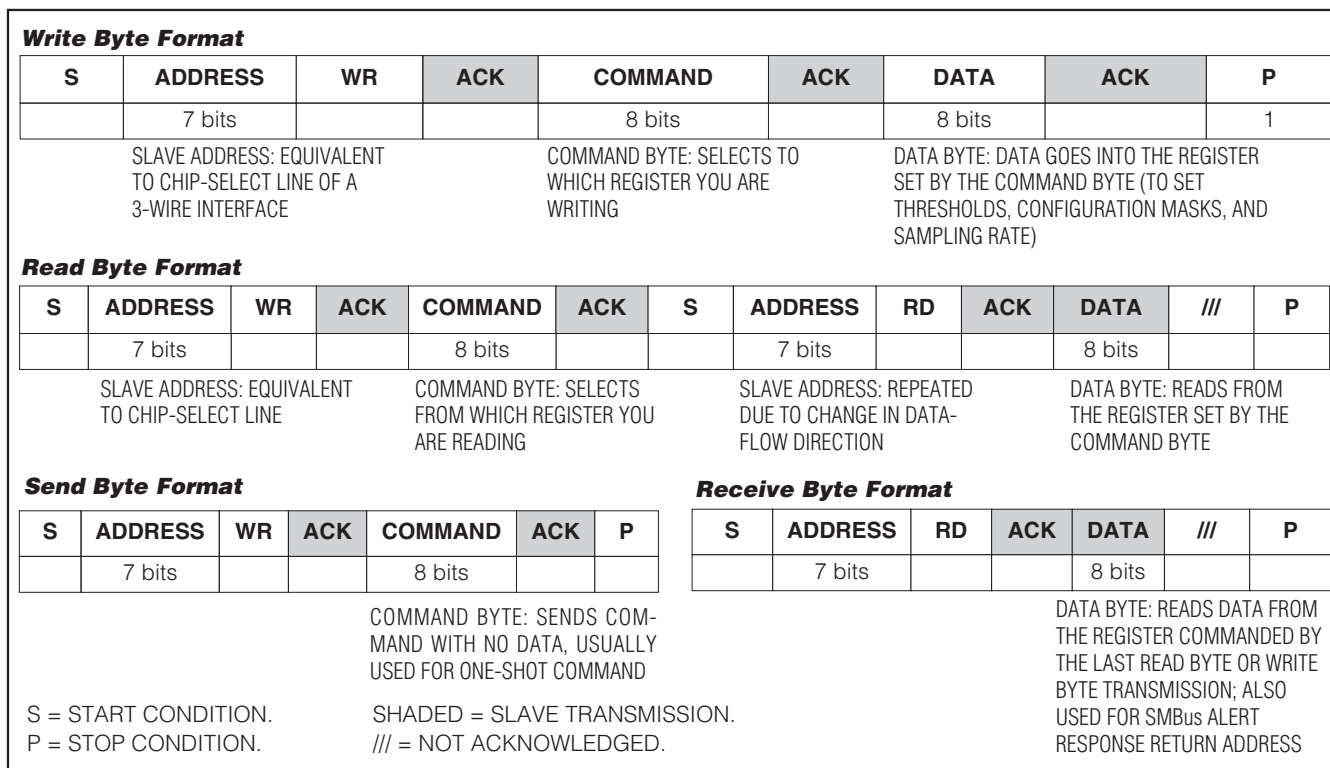 Write Byte Format
S ADDRESS WR ACK COMMAND ACK DATA ACK P
7 bits 8 bits 8 bits 1
SLAVE ADDRESS: EQUIVALENT
TO CHIP-SELECT LINE OF A
3-WIRE INTERFACE
COMMAND BYTE: SELECTS TO
WHICH REGISTER YOU ARE
WRITING
DATA BYTE: DATA GOES INTO THE REGISTER
SET BY THE COMMAND BYTE (TO SET
THRESHOLDS, CONFIGURATION MASKS, AND
SAMPLING RATE)
Read Byte Format
S ADDRESS WR ACK COMMAND ACK S ADDRESS RD ACK DATA /// P
7 bits 8 bits 7 bits 8 bits
SLAVE ADDRESS: EQUIVALENT
TO CHIP-SELECT LINE
COMMAND BYTE: SELECTS
FROM WHICH REGISTER YOU
ARE READING
SLAVE ADDRESS: REPEATED
DUE TO CHANGE IN DATA-
FLOW DIRECTION
DATA BYTE: READS FROM
THE REGISTER SET BY THE
COMMAND BYTE
Send Byte Format
S ADDRESS WR ACK COMMAND ACK P
7 bits 8 bits
COMMAND BYTE: SENDS COM-
MAND WITH NO DATA, USUALLY
USED FOR ONE-SHOT COMMAND
Receive Byte Format
S ADDRESS RD ACK DATA /// P
7 bits 8 bits
DATA BYTE: READS DATA FROM
THE REGISTER COMMANDED BY
THE LAST READ BYTE OR WRITE
BYTE TRANSMISSION; ALSO
USED FOR SMBus ALERT
RESPONSE RETURN ADDRESS
S = START CONDITION.
P = STOP CONDITION.
SHADED = SLAVE TRANSMISSION.
/// = NOT ACKNOWLEDGED.